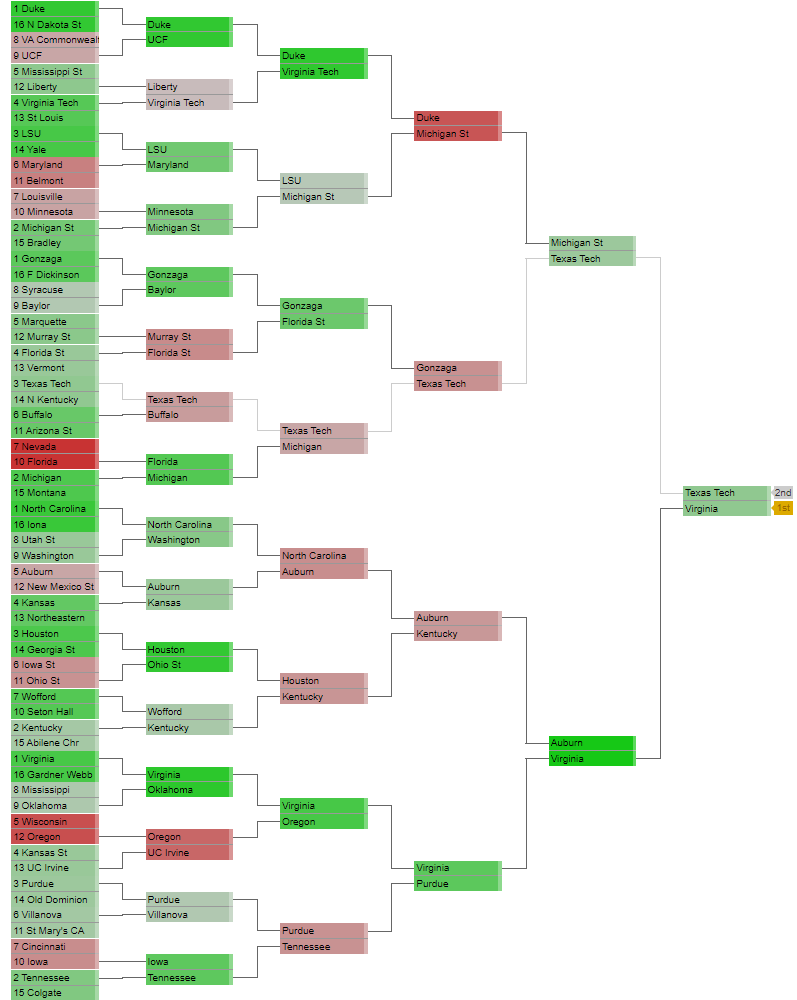 1 Duke
16 N Dakota St
8 VA Commonwealt
9 UCF
5 Mississippi St
12 Liberty
4 Virginia Tech
13 St Louis
3 LSU
14 Yale
6 Maryland
11 Belmont
7 Louisville
10 Minnesota
2 Michigan St
15 Bradley
1 Gonzaga
16 F Dickinson
8 Syracuse
9 Baylor
5 Marquette
12 Murray St
4 Florida St
13 Vermont
3 Texas Tech
14 N Kentucky
6 Buffalo
11 Arizona St
7 Nevada
10 Florida
2 Michigan
15 Montana
1 North Carolina
16 Iona
8 Utah St
9 Washington
5 Auburn
12 New Mexico St
4 Kansas
13 Northeastern
3 Houston
14 Georgia St
6 Iowa St
11 Ohio St
7 Wofford
10 Seton Hall
2 Kentucky
15 Abilene Chr
1 Virginia
16 Gardner Webb
8 Mississippi
9 Oklahoma
5 Wisconsin
12 Oregon
4 Kansas St
13 UC Irvine
3 Purdue
14 Old Dominion
6 Villanova
11 St Mary's CA
7 Cincinnati
10 Iowa
2 Tennessee
15 Colgate
Duke
UCF
Liberty
Virginia Tech
LSU
Maryland
Minnesota
Michigan St
Gonzaga
Baylor
Murray St
Florida St
Texas Tech
Buffalo
Florida
Michigan
North Carolina
Washington
Auburn
Kansas
Houston
Ohio St
Wofford
Kentucky
Virginia
Oklahoma
Oregon
UC Irvine
Purdue
Villanova
Iowa
Tennessee
Duke
Virginia Tech
LSU
Michigan St
Gonzaga
Florida St
Texas Tech
Michigan
North Carolina
Auburn
Houston
Kentucky
Virginia
Oregon
Purdue
Tennessee
Duke
Michigan St
Gonzaga
Texas Tech
Auburn
Kentucky
Virginia
Purdue
Michigan St
Texas Tech
Auburn
Virginia
Texas Tech 2nd
Virginia 1st